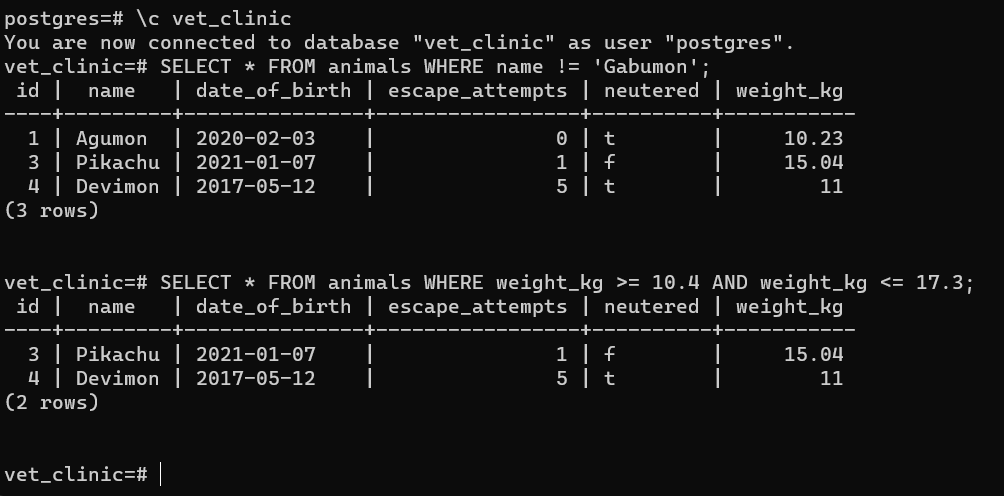 postgres=# \c vet_clinic
You are now connected to database "vet_clinic" as user "postgres".
vet_clinic=# SELECT * FROM animals WHERE name != 'Gabumon';
 id |  name   | date_of_birth | escape_attempts | neutered | weight_kg
----+---------+---------------+-----------------+----------+-----------
  1 | Agumon  | 2020-02-03    |               0 | t        |     10.23
  3 | Pikachu | 2021-01-07    |               1 | f        |     15.04
  4 | Devimon | 2017-05-12    |               5 | t        |        11
(3 rows)
vet_clinic=# SELECT * FROM animals WHERE weight_kg >= 10.4 AND weight_kg <= 17.3;
 id |  name   | date_of_birth | escape_attempts | neutered | weight_kg
----+---------+---------------+-----------------+----------+-----------
  3 | Pikachu | 2021-01-07    |               1 | f        |     15.04
  4 | Devimon | 2017-05-12    |               5 | t        |        11
(2 rows)
vet_clinic=#